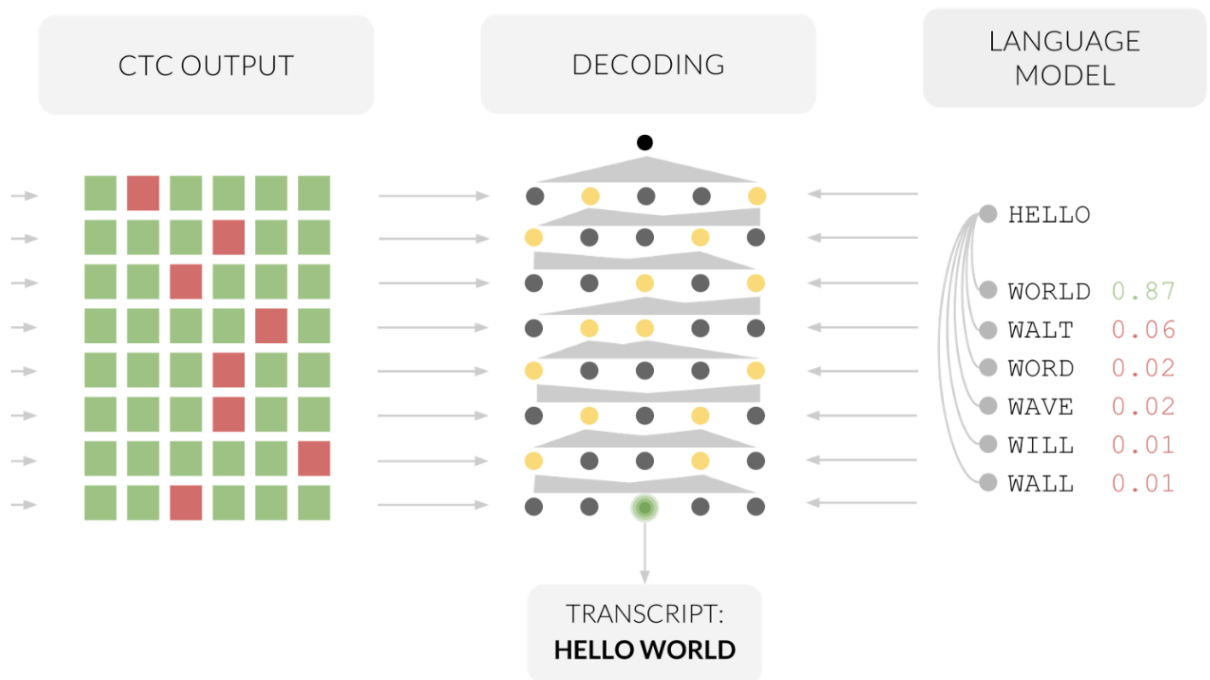 CTC OUTPUT
DECODING
LANGUAGE
MODEL
HELLO
WORLD 0.87
WALT 0.06
WORD 0.02
WAVE 0.02
WILL 0.01
WALL 0.01
TRANSCRIPT:
HELLO WORLD